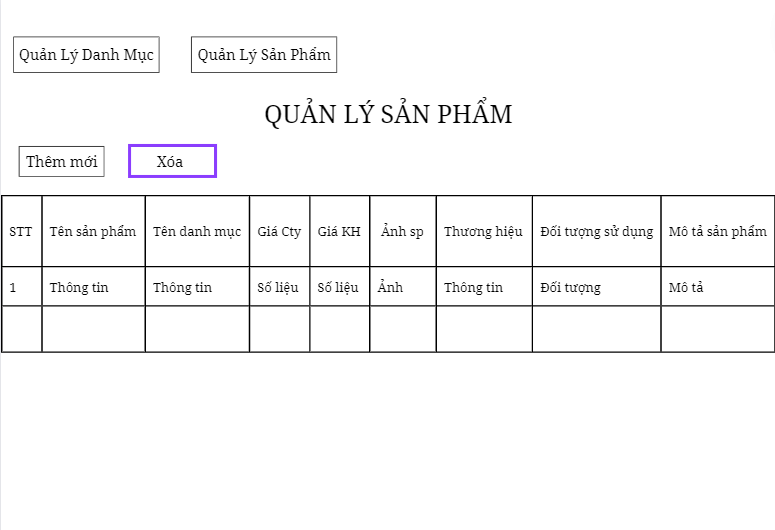 Quản Lý Danh Mục Quản Lý Sản Phẩm
QUẢN LÝ SẢN PHẨM
Thêm mới Xóa
STT Tên sản phẩm Tên danh mục Giá Cty Giá KH Ảnh sp Thương hiệu Đối tượng sử dụng Mô tả sản phẩm
1 Thông tin Thông tin Số liệu Số liệu Ảnh Thông tin Đối tượng Mô tả